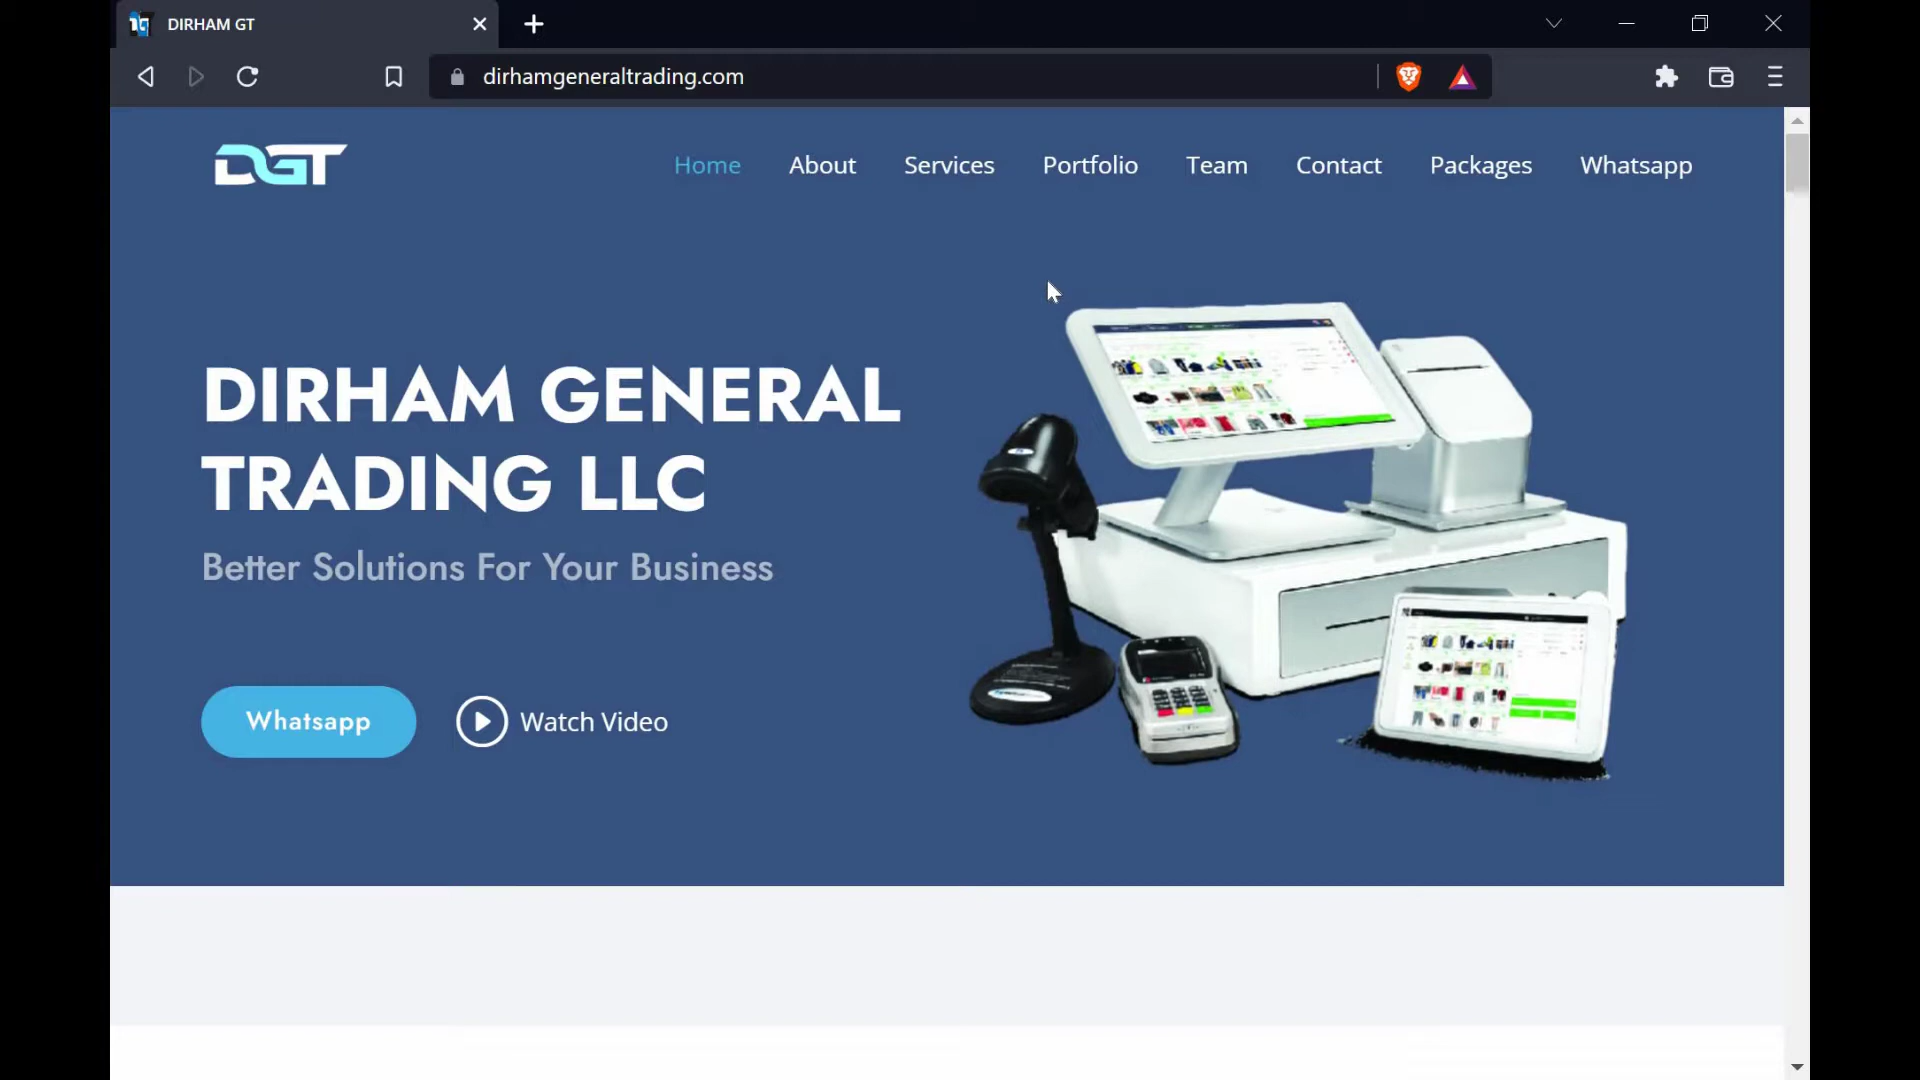 DIRHAM GT
dirhamgeneraltrading.com
DGT
Home About Services Portfolio Team Contact Packages Whatsapp
DIRHAM GENERAL
TRADING LLC
Better Solutions For Your Business
Whatsapp
Watch Video